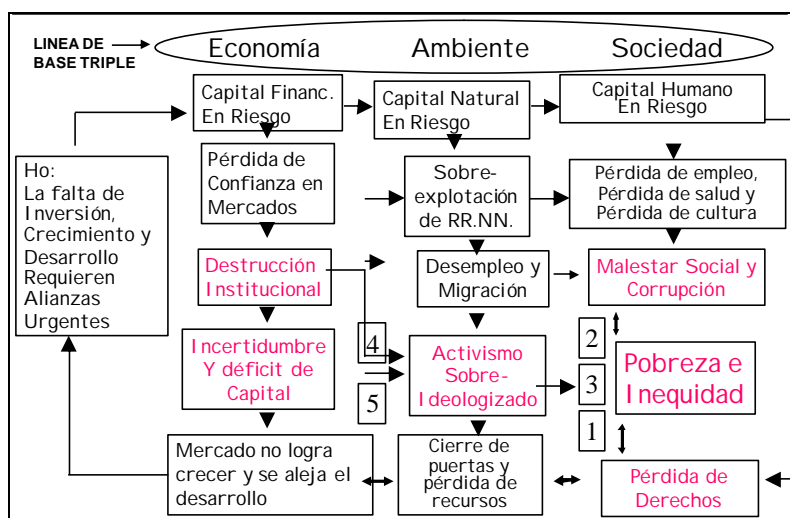 LINEA DE
BASE TRIPLE
Economía
Ambiente
Sociedad
Capital Financ.
En Riesgo
Capital Natural
En Riesgo
Capital Humano
En Riesgo
Ho:
La falta de
Inversión,
Crecimiento y
Desarrollo
Requieren
Alianzas
Urgentes
Pérdida de
Confianza en
Mercados
Sobre-
explotación
de RR.NN.
Pérdida de empleo,
Pérdida de salud y
Pérdida de cultura
Destrucción
Institucional
Desempleo y
Migración
Malestar Social y
Corrupción
Incertidumbre
Y déficit de
Capital
4
5
Activismo
Sobre-
Ideologizado
2
3
1
Pobreza e
Inequidad
Mercado no logra
crecer y se aleja el
desarrollo
Cierre de
puertas y
pérdida de
recursos
Pérdida de
Derechos